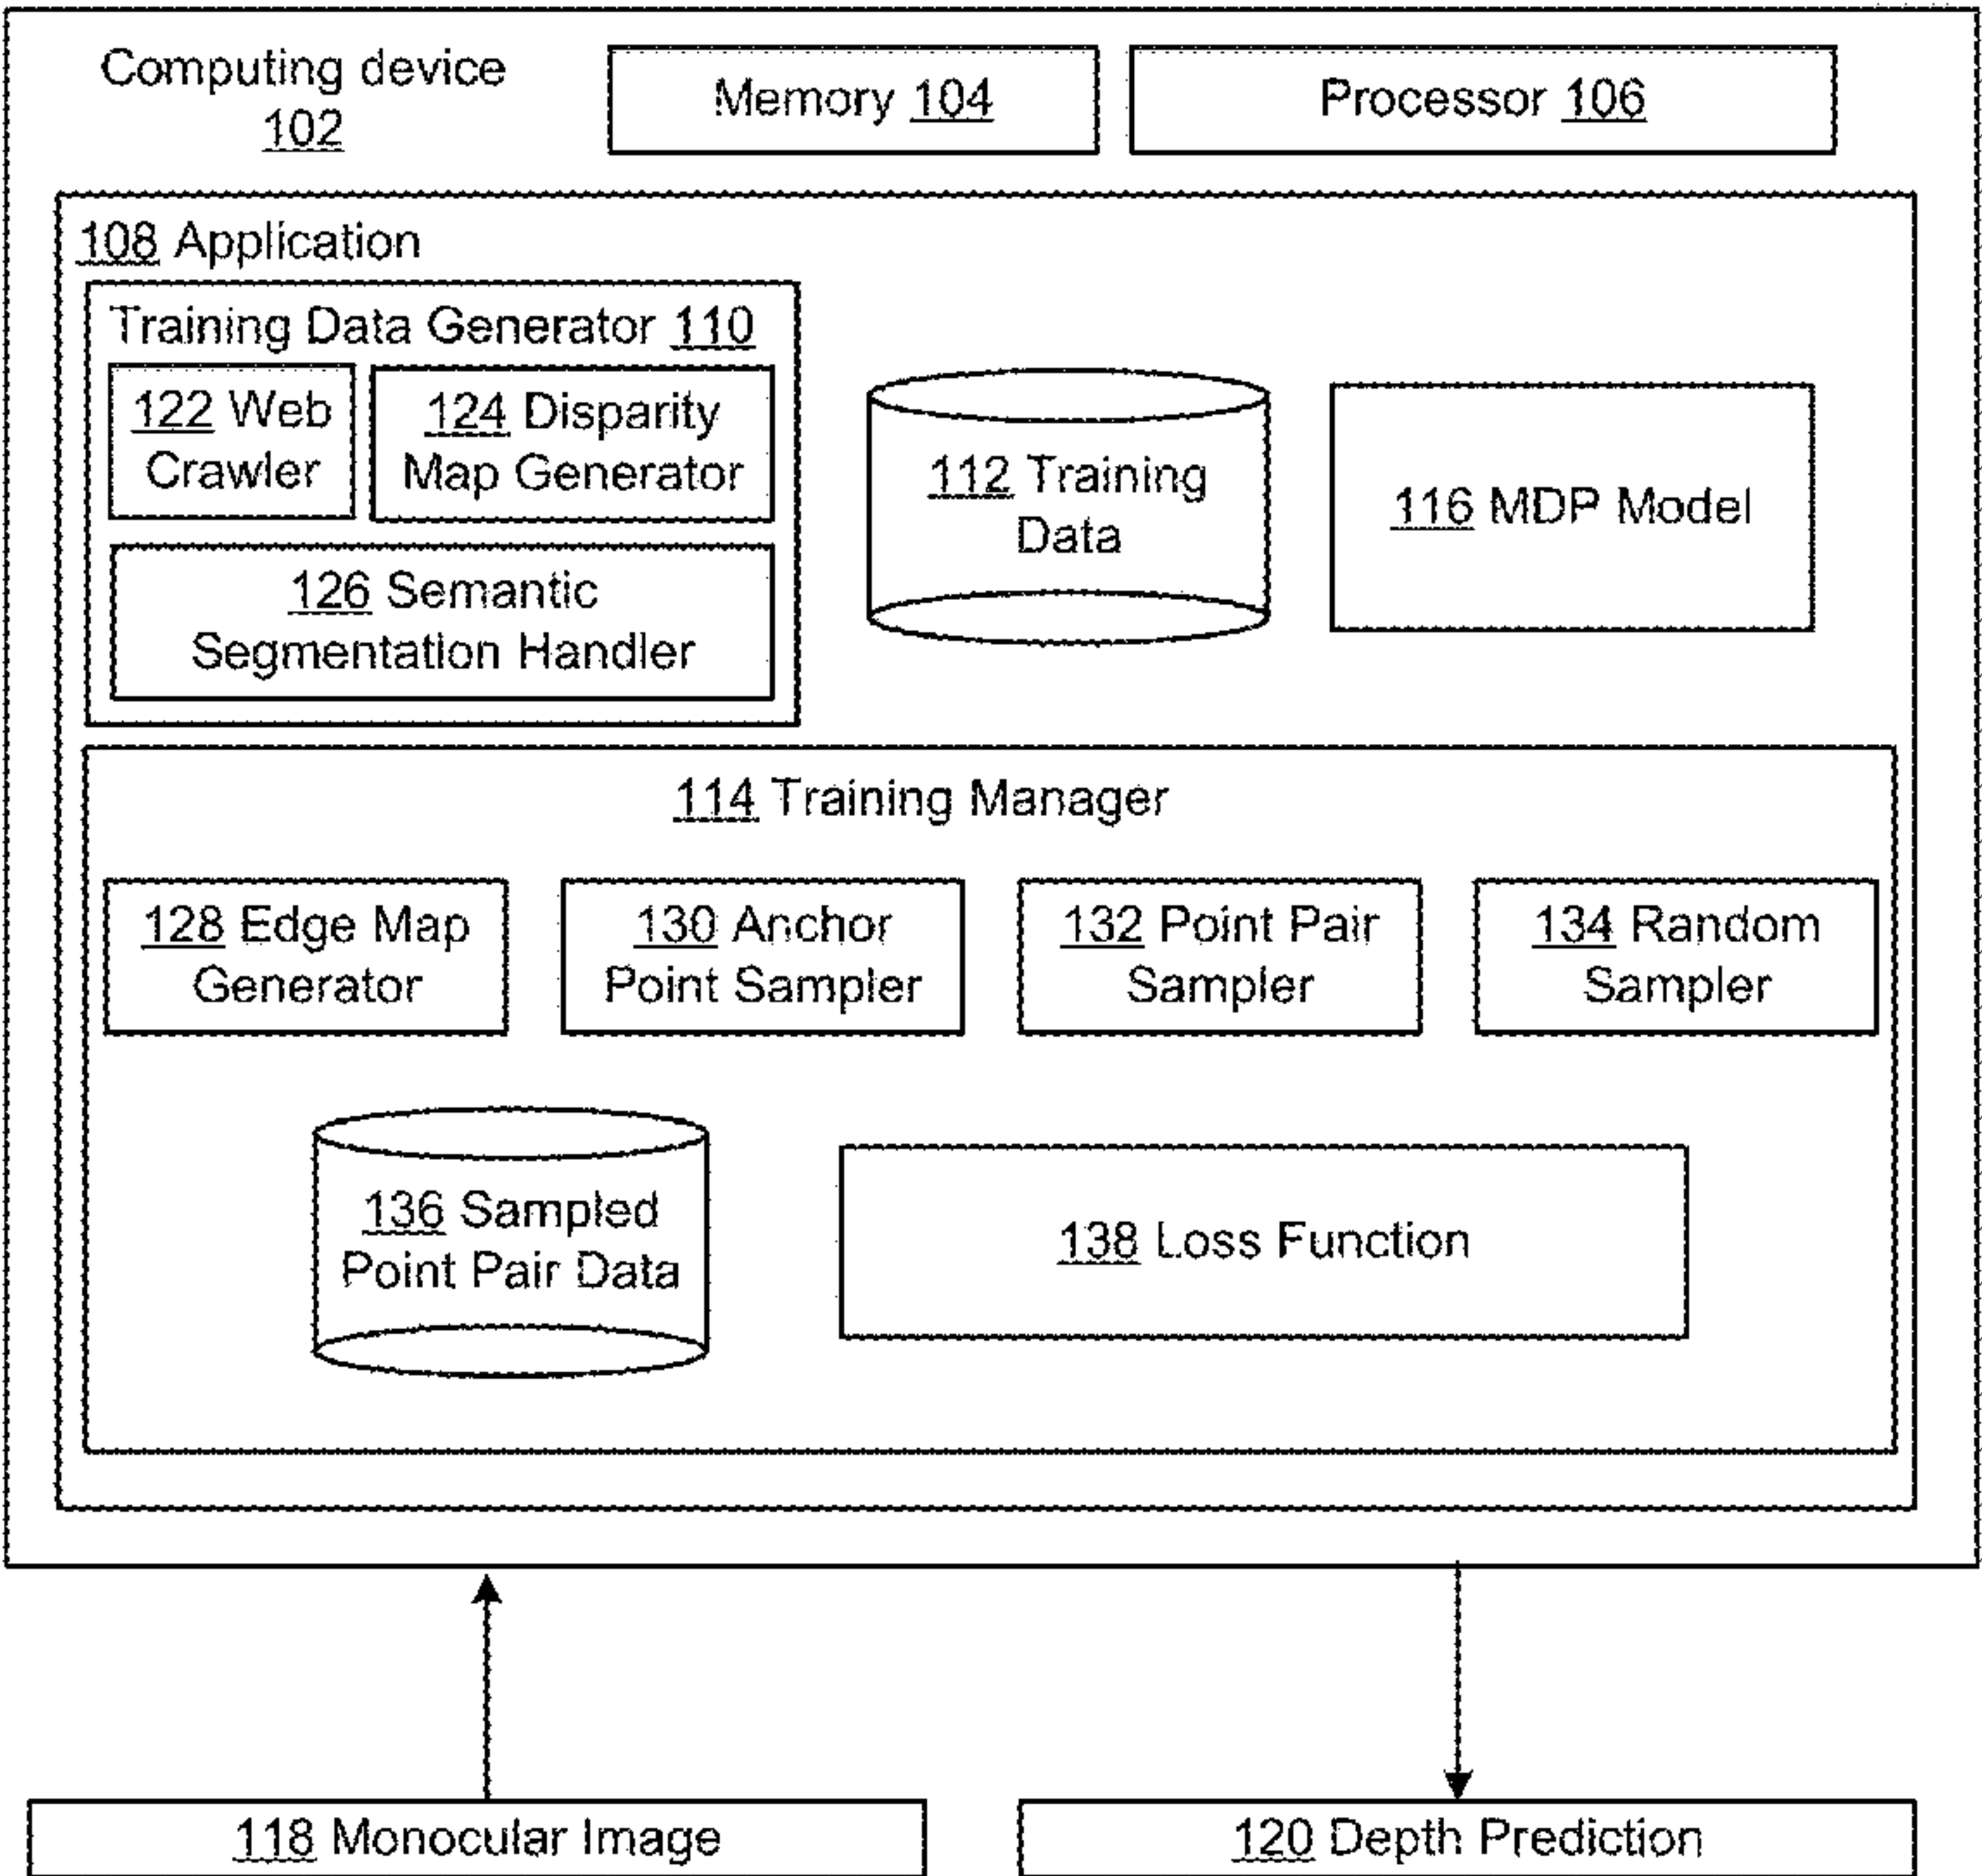 Computing device
102
Memory 104
Processor 106
108 Application
Training Data Generator 110
122 Web
Crawler
124 Disparity
Map Generator
126 Semantic
Segmentation Handler
112 Training
Data
116 MDP Model
114 Training Manager
128 Edge Map
Generator
130 Anchor
Point Sampler
132 Point Pair
Sampler
134 Random
Sampler
136 Sampled
Point Pair Data
138 Loss Function
118 Monocular Image
120 Depth Prediction